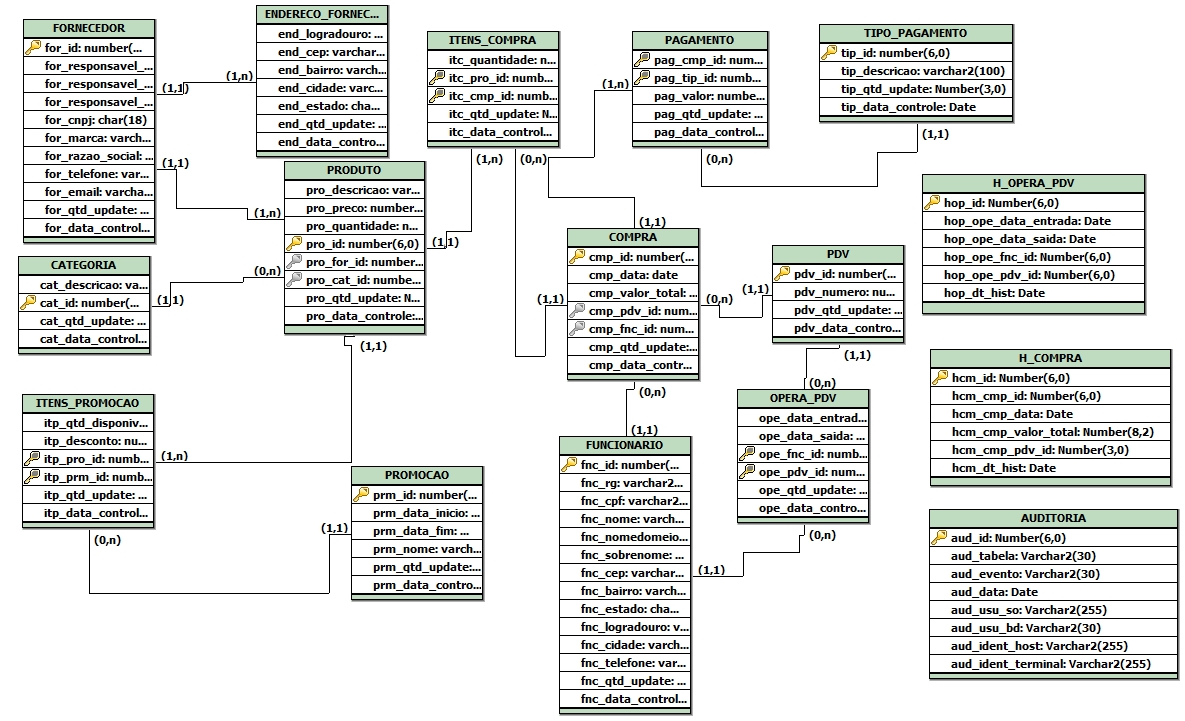 FORNECEDOR
for_id: number(...
for_responsavel_...
for_responsavel_...
for_responsavel_...
for_cnpj: char(18)
for_marca: varch...
for_razao_social: ...
for_telefone: var...
for_email: varcha...
for_qtd_update: ...
for_data_control...
(1,1)
(1,n)
(1,1)
(1,n)
ENDERECO_FORNEC...
end_logradouro: ...
end_cep: varchar...
end_bairro: varch...
end_cidade: varc...
end_estado: cha...
end_qtd_update: ...
end_data_contro...
ITENS_COMPRA
itc_quantidade: n...
itc_pro_id: numb...
itc_cmp_id: numb...
itc_qtd_update: N...
itc_data_control...
(1,n)
(0,n)
PAGAMENTO
pag_cmp_id: num...
pag_tip_id: numb...
pag_valor: numbe...
pag_qtd_update: ...
pag_data_control...
(1,n)
(0,n)
TIPO_PAGAMENTO
tip_id: number(6,0)
tip_descricao: varchar2(100)
tip_qtd_update: Number(3,0)
tip_data_controle: Date
(1,1)
PRODUTO
pro_descricao: var...
pro_preco: number...
pro_quantidade: n...
pro_id: number(6,0)
pro_for_id: number...
pro_cat_id: numbe...
pro_qtd_update: N...
pro_data_controle:...
(1,1)
(0,n)
(1,1)
CATEGORIA
cat_descricao: va...
cat_id: number(...
cat_qtd_update: ...
cat_data_control...
(1,1)
COMPRA
cmp_id: number(...
cmp_data: date
cmp_valor_total: ...
cmp_pdv_id: num...
cmp_fnc_id: num...
cmp_qtd_update:...
cmp_data_contr...
(1,1)
(1,1)
(0,n)
(0,n)
PDV
pdv_id: number(...
pdv_numero: nu...
pdv_qtd_update: ...
pdv_data_contro...
(1,1)
(1,1)
H_OPERA_PDV
hop_id: Number(6,0)
hop_ope_data_entrada: Date
hop_ope_data_saida: Date
hop_ope_fnc_id: Number(6,0)
hop_ope_pdv_id: Number(6,0)
hop_dt_hist: Date
H_COMPRA
hcm_id: Number(6,0)
hcm_cmp_id: Number(6,0)
hcm_cmp_data: Date
hcm_cmp_valor_total: Number(8,2)
hcm_cmp_pdv_id: Number(3,0)
hcm_dt_hist: Date
ITENS_PROMOCAO
itp_qtd_disponiv...
itp_desconto: nu...
itp_pro_id: numb...
itp_prm_id: numb...
itp_qtd_update: ...
itp_data_control...
(1,n)
(0,n)
PROMOCAO
prm_id: number(...
prm_data_inicio: ...
prm_data_fim: ...
prm_nome: varch...
prm_qtd_update:...
prm_data_contro...
(1,1)
FUNCIONARIO
fnc_id: number(...
fnc_rg: varchar2...
fnc_cpf: varchar2...
fnc_nome: varch...
fnc_nomedomeio...
fnc_sobrenome: ...
fnc_cep: varchar...
fnc_bairro: varch...
fnc_estado: cha...
fnc_logradouro: v...
fnc_cidade: varch...
fnc_telefone: var...
fnc_qtd_update: ...
fnc_data_control...
(1,1)
(1,1)
OPERA_PDV
ope_data_entrad...
ope_data_saida: ...
ope_fnc_id: numb...
ope_pdv_id: num...
ope_qtd_update: ...
ope_data_contro...
(0,n)
(0,n)
AUDITORIA
aud_id: Number(6,0)
aud_tabela: Varchar2(30)
aud_evento: Varchar2(30)
aud_data: Date
aud_usu_so: Varchar2(255)
aud_usu_bd: Varchar2(30)
aud_ident_host: Varchar2(255)
aud_ident_terminal: Varchar2(255)